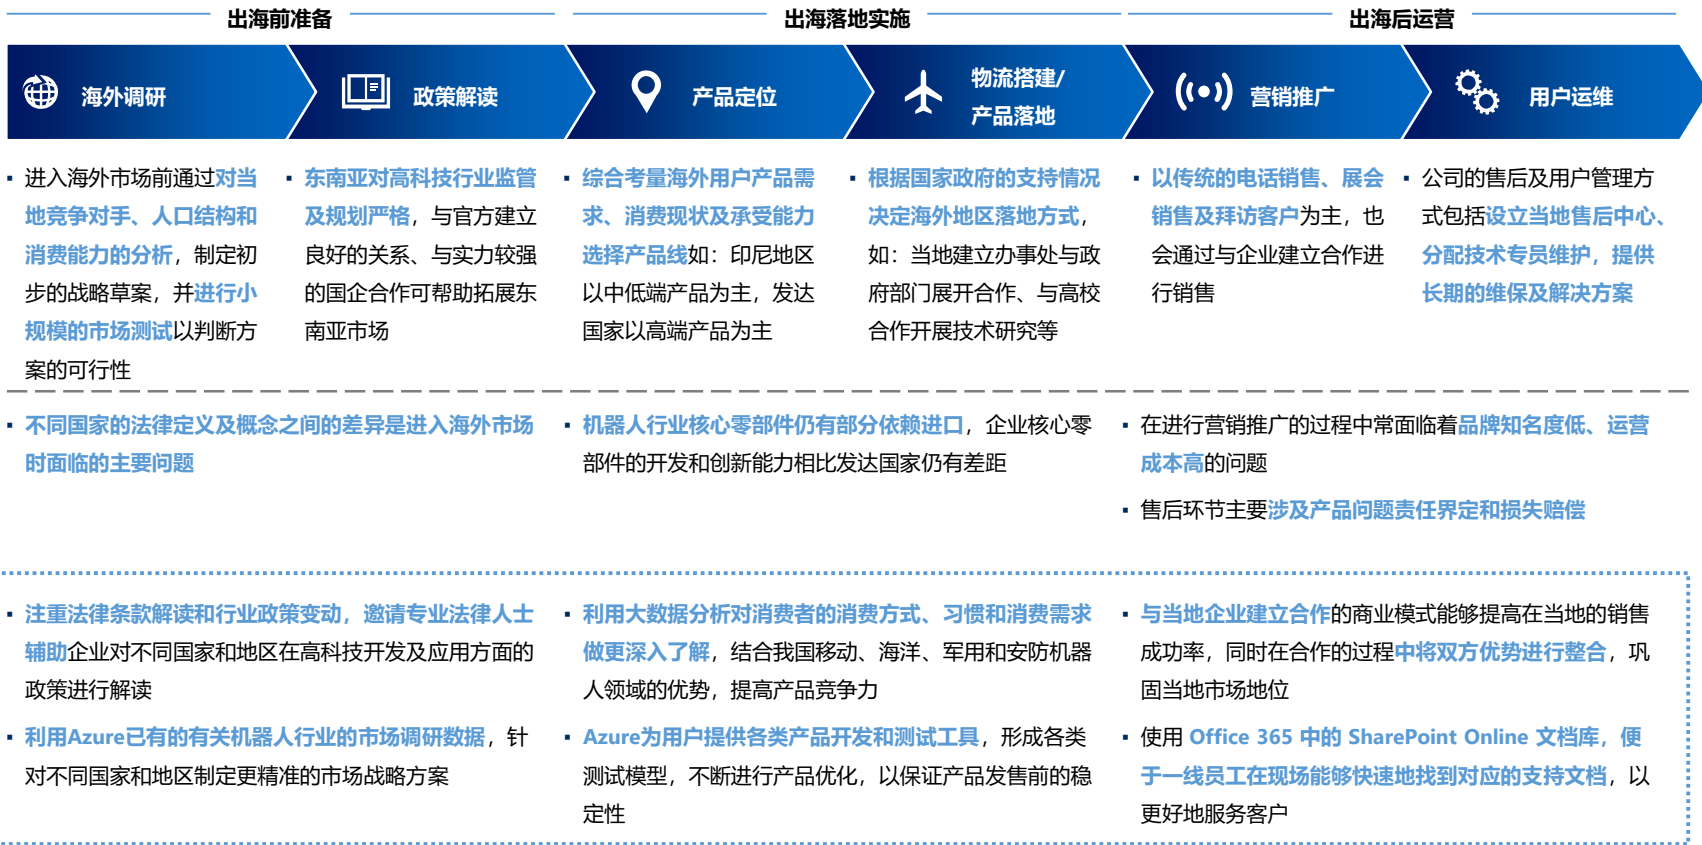 出海前准备
出海落地实施
出海后运营
海外调研
政策解读
产品定位
物流搭建/
产品落地
营销推广
用户运维
▪ 进入海外市场前通过对当
地竞争对手、人口结构和
消费能力的分析，制定初
步的战略草案，并进行小
规模的市场测试以判断方
案的可行性
▪ 东南亚对高科技行业监管
及规划严格，与官方建立
良好的关系、与实力较强
的国企合作可帮助拓展东
南亚市场
▪ 综合考量海外用户产品需
求、消费现状及承受能力
选择产品线如：印尼地区
以中低端产品为主，发达
国家以高端产品为主
▪ 根据国家政府的支持情况
决定海外地区落地方式，
如：当地建立办事处与政
府部门展开合作、与高校
合作开展技术研究等
▪ 以传统的电话销售、展会
销售及拜访客户为主，也
会通过与企业建立合作进
行销售
▪ 公司的售后及用户管理方
式包括设立当地售后中心、
分配技术专员维护，提供
长期的维保及解决方案
▪ 不同国家的法律定义及概念之间的差异是进入海外市场
时面临的主要问题
▪ 机器人行业核心零部件仍有部分依赖进口，企业核心零
部件的开发和创新能力相比发达国家仍有差距
▪ 在进行营销推广的过程中常面临着品牌知名度低、运营
成本高的问题
▪ 售后环节主要涉及产品问题责任界定和损失赔偿
▪ 注重法律条款解读和行业政策变动，邀请专业法律人士
辅助企业对不同国家和地区在高科技开发及应用方面的
政策进行解读
▪ 利用Azure已有的有关机器人行业的市场调研数据，针
对不同国家和地区制定更精准的市场战略方案
▪ 利用大数据分析对消费者的消费方式、习惯和消费需求
做更深入了解，结合我国移动、海洋、军用和安防机器
人领域的优势，提高产品竞争力
▪ Azure为用户提供各类产品开发和测试工具，形成各类
测试模型，不断进行产品优化，以保证产品发售前的稳
定性
▪ 与当地企业建立合作的商业模式能够提高在当地的销售
成功率，同时在合作的过程中将双方优势进行整合，巩
固当地市场地位
▪ 使用 Office 365 中的 SharePoint Online 文档库，便
于一线员工在现场能够快速地找到对应的支持文档，以
更好地服务客户